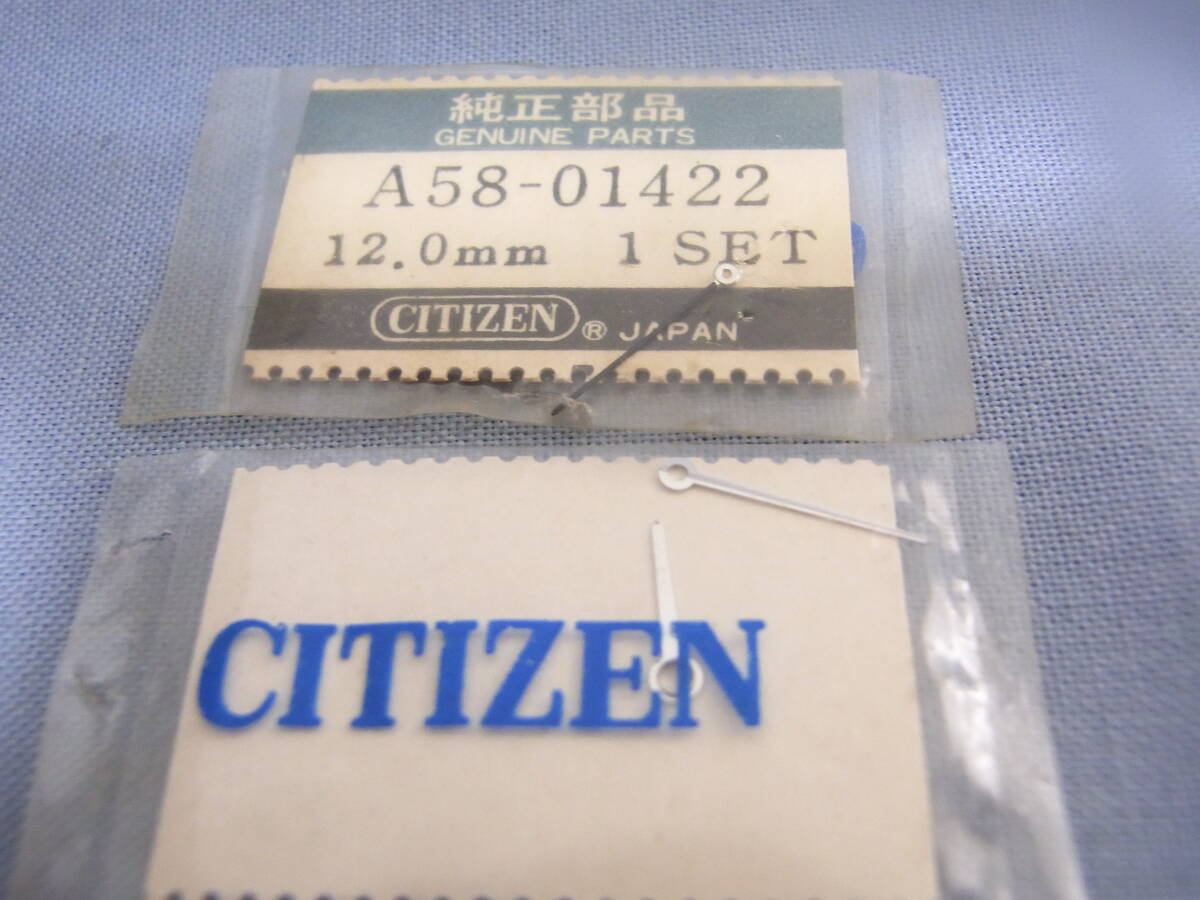 純正部品
GENUINE PARTS
A58-01422
12.0mm 1 SET
CITIZEN ® JAPAN
CITIZEN